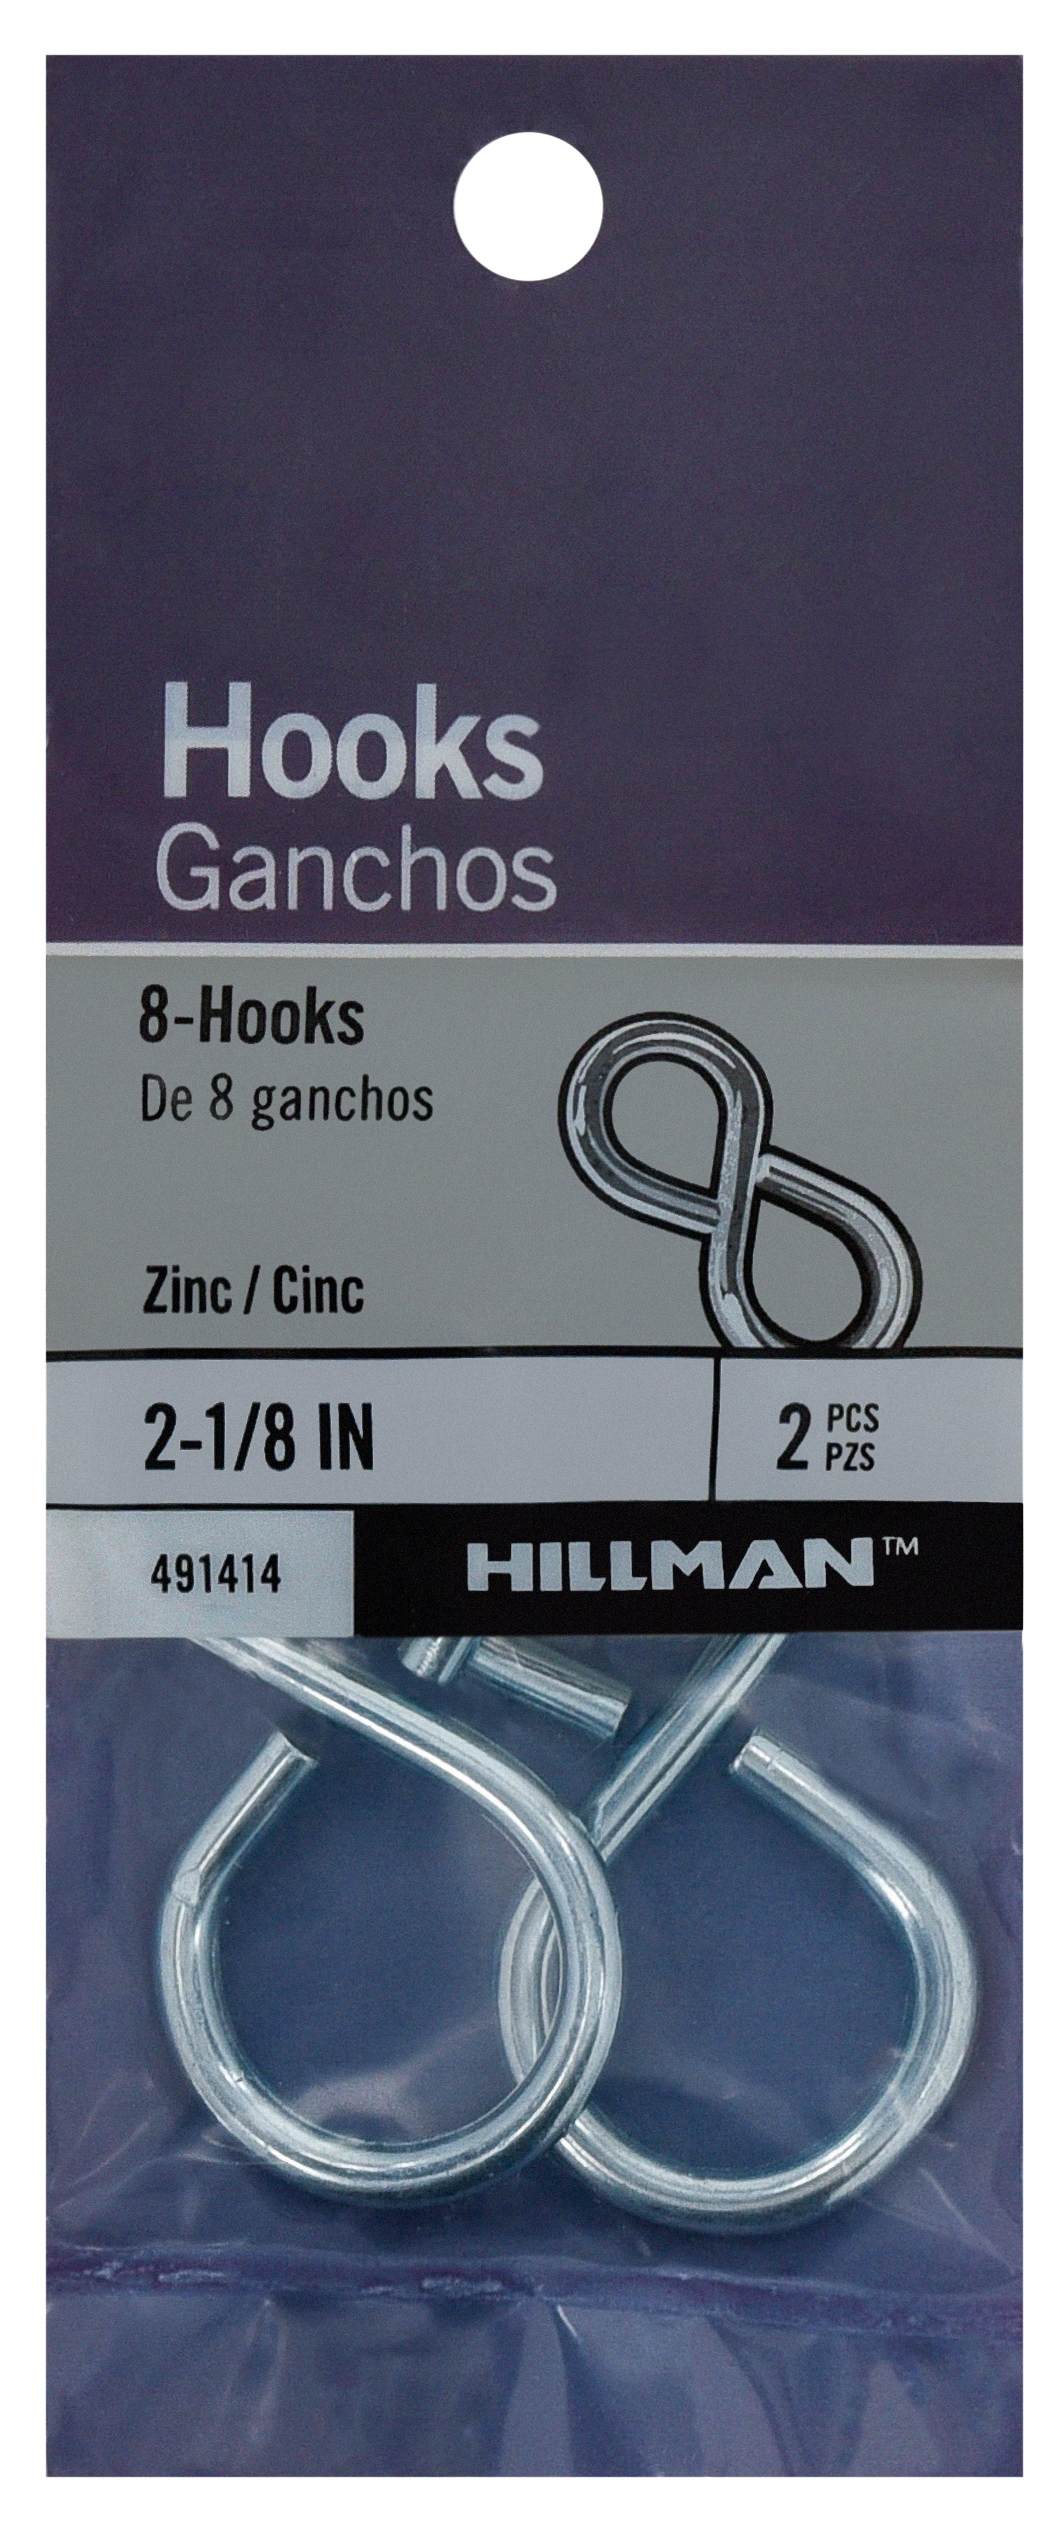 Hooks
Ganchos
8-Hooks
De 8 ganchos
Zinc / Cinc
2-1/8 IN
2 PCS
PZS
491414
HILLMAN™